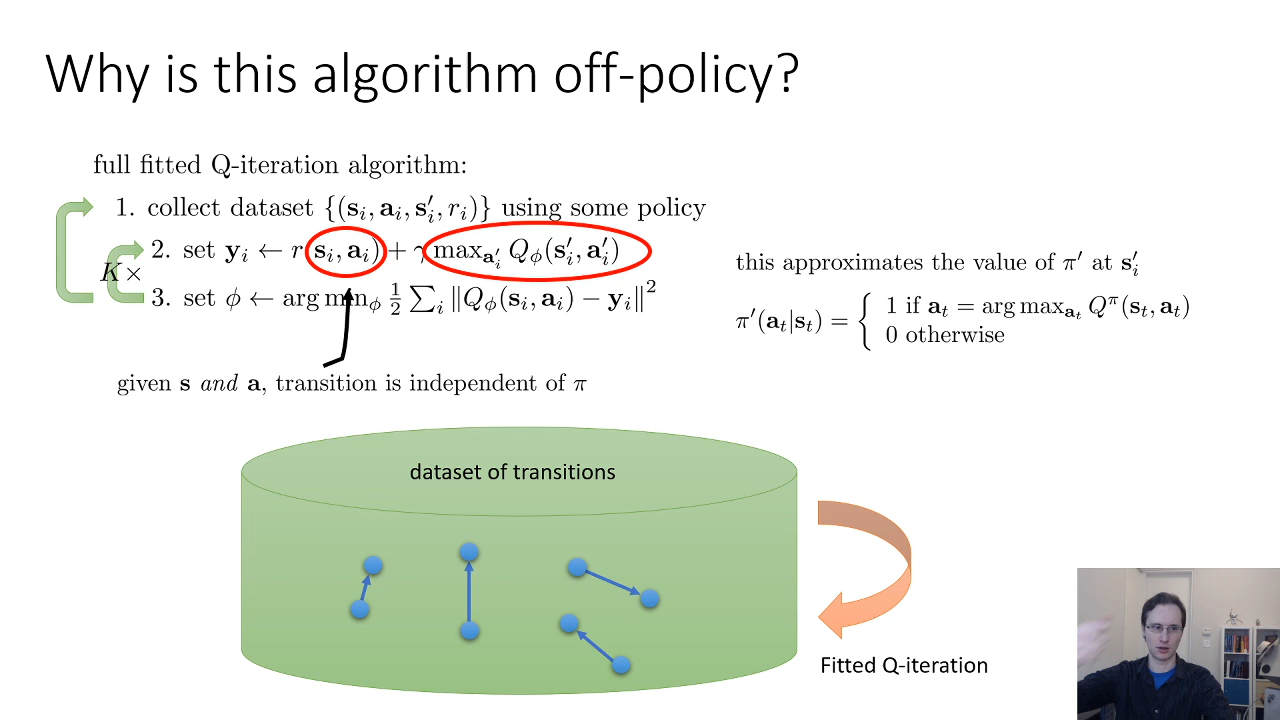 Why is this algorithm off-policy?
full fitted Q-iteration algorithm:
1. collect dataset {(s_i, a_i, s′_i, r_i)} using some policy
2. set y_i ← r(s_i, a_i) + γ max_{a′_i} Q_ϕ(s′_i, a′_i)
K×
3. set ϕ ← arg min_ϕ ½ ∑_i ‖Q_ϕ(s_i, a_i) − y_i‖²
this approximates the value of π′ at s′_i
π′(a_t|s_t) = { 1 if a_t = arg max_{a_t} Q^π(s_t, a_t)
0 otherwise
given s and a, transition is independent of π
dataset of transitions
Fitted Q-iteration